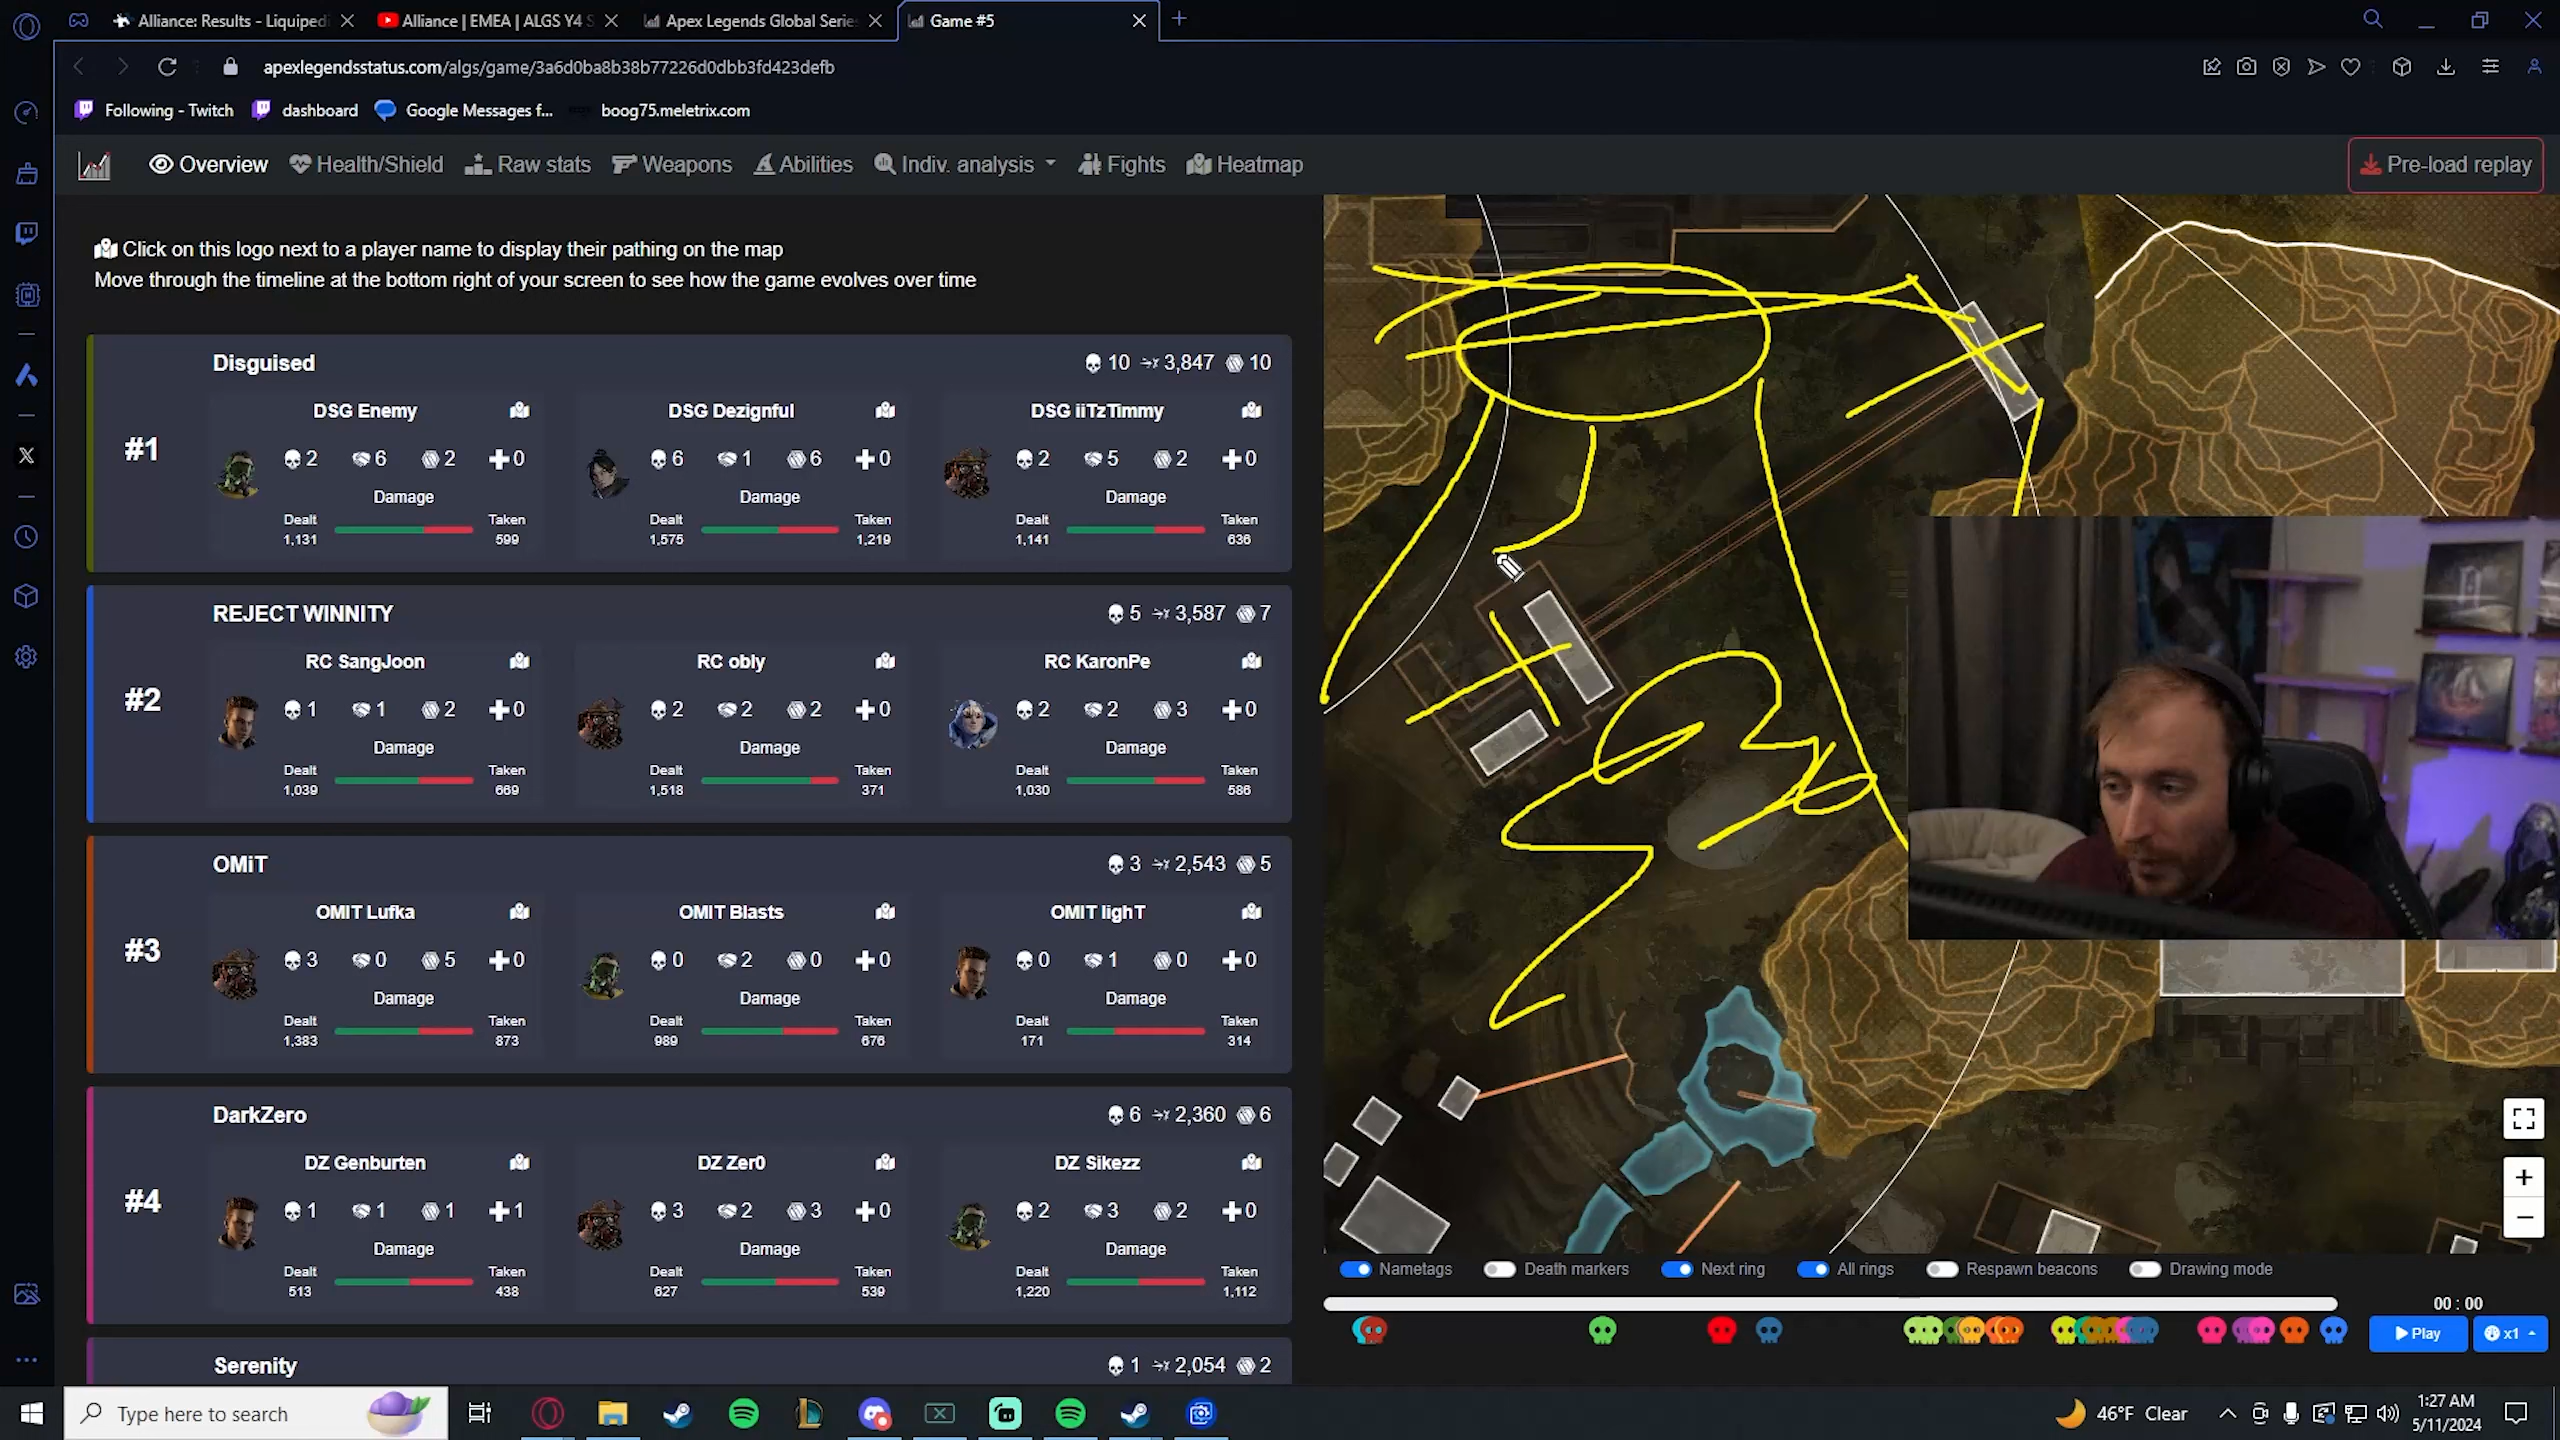 Alliance: Results - Liquiped
Alliance | EMEA | ALGS Y4 S
Apex Legends Global Serie
Game #5
apexlegendsstatus.com/algs/game/3a6d0ba8b38b77226d0dbb3fd423defb
Following - Twitch
dashboard
Google Messages f...
boog75.meletrix.com
Overview
Health/Shield
Raw stats
Weapons
Abilities
Indiv. analysis
Fights
Heatmap
Pre-load replay
Click on this logo next to a player name to display their pathing on the map
Move through the timeline at the bottom right of your screen to see how the game evolves over time
Disguised 10 3,847 10
#1
DSG Enemy DSG Dezignful DSG iiTzTimmy
2 6 2 0 6 1 6 0 2 5 2 0
Damage Damage Damage
Dealt Taken Dealt Taken Dealt Taken
1,131 599 1,575 1,219 1,141 636
REJECT WINNITY 5 3,587 7
#2
RC SangJoon RC obly RC KaronPe
1 1 2 0 2 2 2 0 2 2 3 0
Damage Damage Damage
Dealt Taken Dealt Taken Dealt Taken
1,039 669 1,518 371 1,030 586
OMiT 3 2,543 5
#3
OMIT Lufka OMIT Blasts OMIT lighT
3 0 5 0 0 2 0 0 0 1 0 0
Damage Damage Damage
Dealt Taken Dealt Taken Dealt Taken
1,383 873 989 676 171 314
DarkZero 6 2,360 6
#4
DZ Genburten DZ Zer0 DZ Sikezz
1 1 1 1 3 2 3 0 2 3 2 0
Damage Damage Damage
Dealt Taken Dealt Taken Dealt Taken
513 438 627 539 1,220 1,112
Serenity 1 2,054 2
Nametags Death markers Next ring All rings Respawn beacons Drawing mode
00 : 00
Play
x1
Type here to search
46°F Clear
1:27 AM
5/11/2024